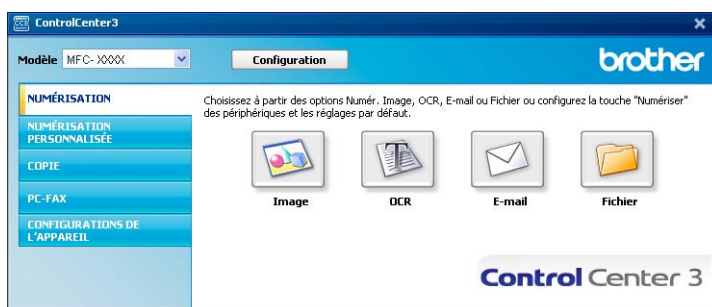 ControlCenter3
Modèle MFC-XXXX Configuration brother
NUMÉRISATION
Choisissez à partir des options Numér. Image, OCR, E-mail ou Fichier ou configurez la touche "Numériser"
des périphériques et les réglages par défaut.
NUMÉRISATION
PERSONNALISÉE
COPIE
PC-FAX
CONFIGURATIONS DE
L'APPAREIL
Image OCR E-mail Fichier
Control Center 3